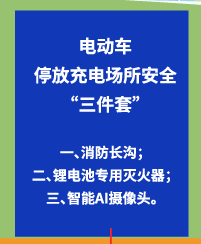 电动车
停放充电场所安全
“三件套”
一、消防长沟；
二、锂电池专用灭火器；
三、智能AI摄像头。